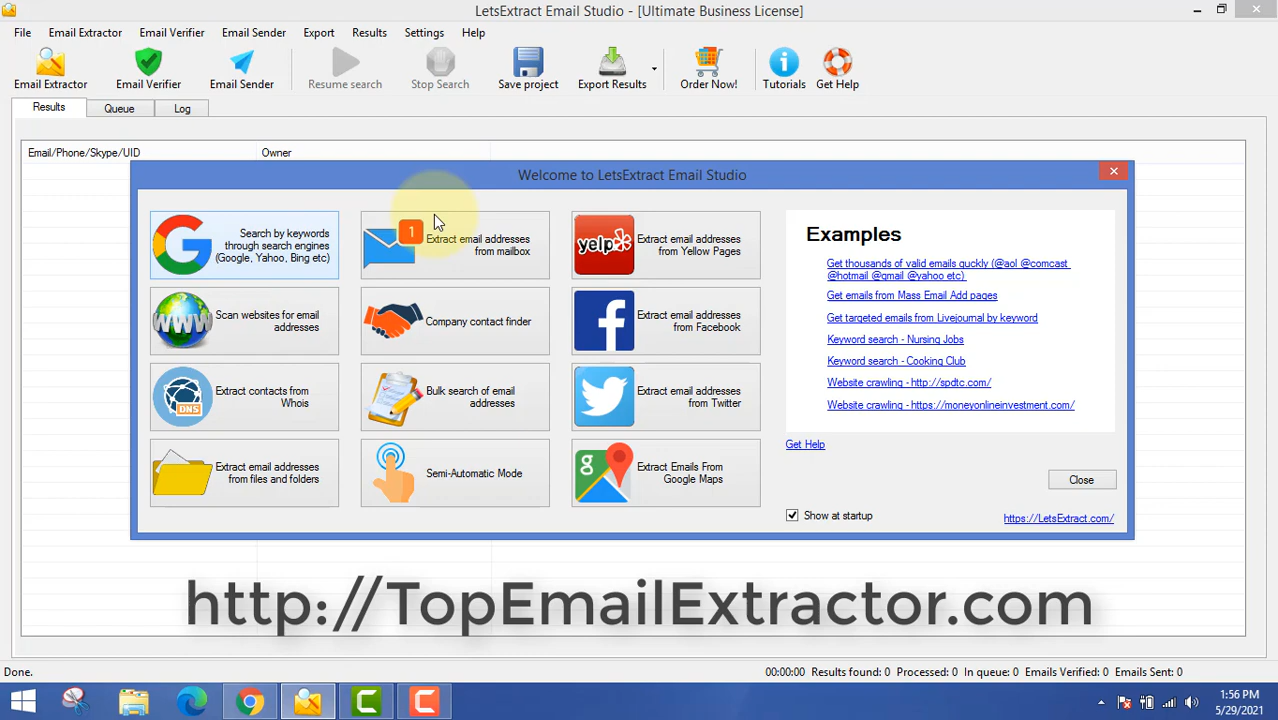 LetsExtract Email Studio - [Ultimate Business License]
File Email Extractor Email Verifier Email Sender Export Results Settings Help
Email Extractor Email Verifier Email Sender Resume search Stop Search Save project Export Results Order Now! Tutorials Get Help
Results Queue Log
Email/Phone/Skype/UID Owner
Welcome to LetsExtract Email Studio
Search by keywords
through search engines
(Google, Yahoo, Bing etc)
1
Extract email addresses
from mailbox
yelp
Extract email addresses
from Yellow Pages
WWW
Scan websites for email
addresses
Company contact finder
f
Extract email addresses
from Facebook
DNS
Extract contacts from
Whois
Bulk search of email
addresses
Extract email addresses
from Twitter
Extract email addresses
from files and folders
Semi-Automatic Mode
g
Extract Emails From
Google Maps
Examples
Get thousands of valid emails quckly (@aol @comcast
@hotmail @gmail @yahoo etc)
Get emails from Mass Email Add pages
Get targeted emails from Livejournal by keyword
Keyword search - Nursing Jobs
Keyword search - Cooking Club
Website crawling - http://spdtc.com/
Website crawling - https://moneyonlineinvestment.com/
Get Help
Close
Show at startup
https://LetsExtract.com/
http://TopEmailExtractor.com
Done. 00:00:00 Results found: 0 Processed: 0 In queue: 0 Emails Verified: 0 Emails Sent: 0
1:56 PM
5/29/2021